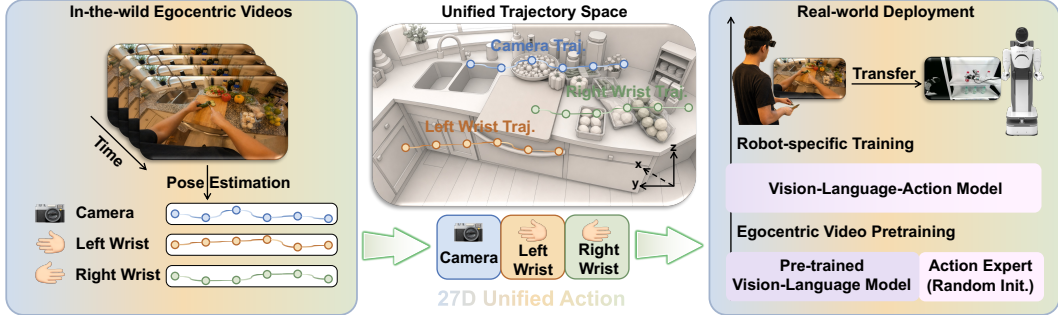 In-the-wild Egocentric Videos
Time
Pose Estimation
Camera
Left Wrist
Right Wrist
Unified Trajectory Space
Camera Traj.
Right Wrist Traj.
Left Wrist Traj.
z
x
y
Camera
Left
Wrist
Right
Wrist
27D Unified Action
Real-world Deployment
Transfer
Robot-specific Training
Vision-Language-Action Model
Egocentric Video Pretraining
Pre-trained
Vision-Language Model
Action Expert
(Random Init.)